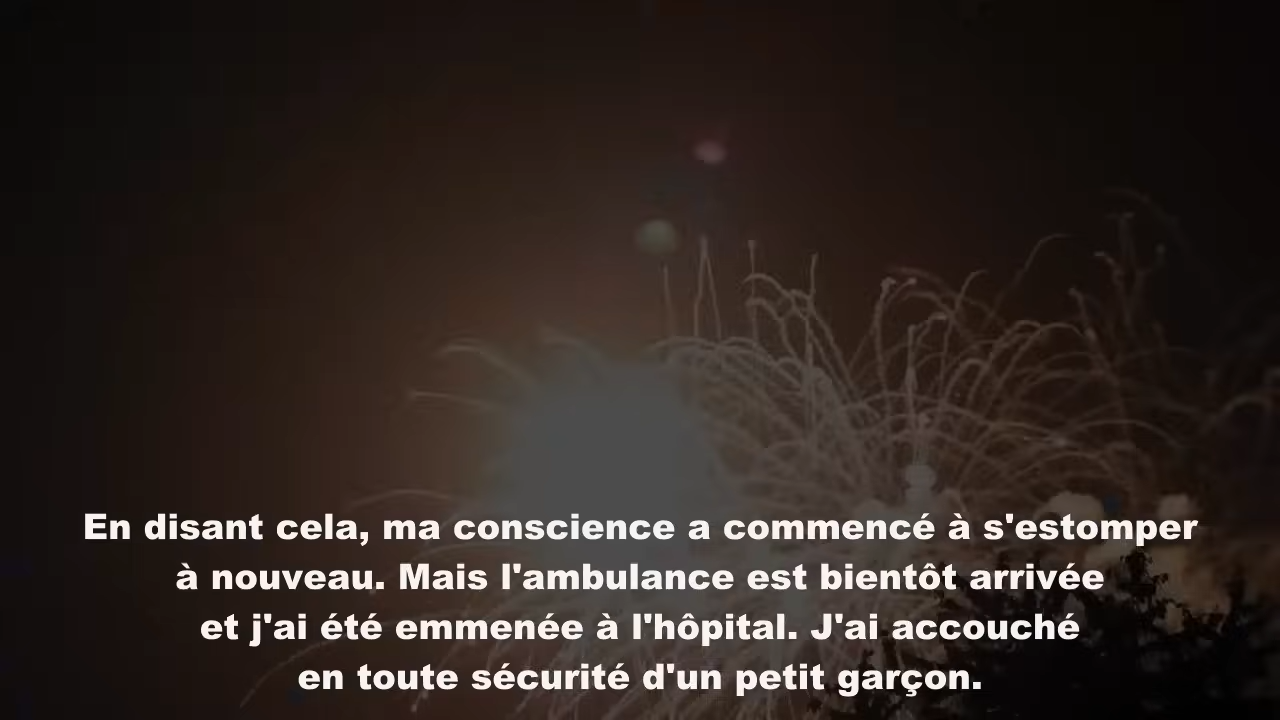 En disant cela, ma conscience a commencé à s'estomper
à nouveau. Mais l'ambulance est bientôt arrivée
et j'ai été emmenée à l'hôpital. J'ai accouché
en toute sécurité d'un petit garçon.